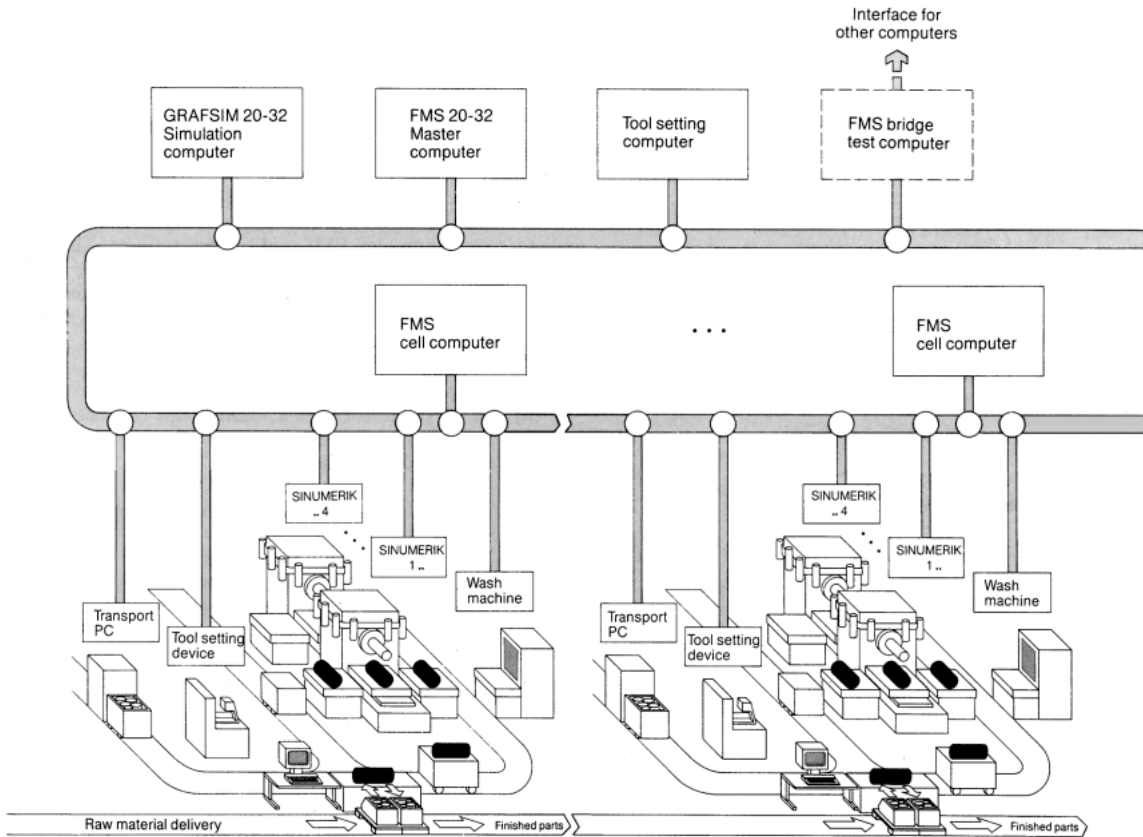 Interface for
other computers
GRAFSIM 20-32
Simulation
computer
FMS 20-32
Master
computer
Tool setting
computer
FMS bridge
test computer
FMS
cell computer
. . .
FMS
cell computer
SINUMERIK
.. 4
SINUMERIK
1 ..
Wash
machine
Transport
PC
Tool setting
device
SINUMERIK
.. 4
SINUMERIK
1 ..
Wash
machine
Transport
PC
Tool setting
device
Raw material delivery
Finished parts
Finished parts